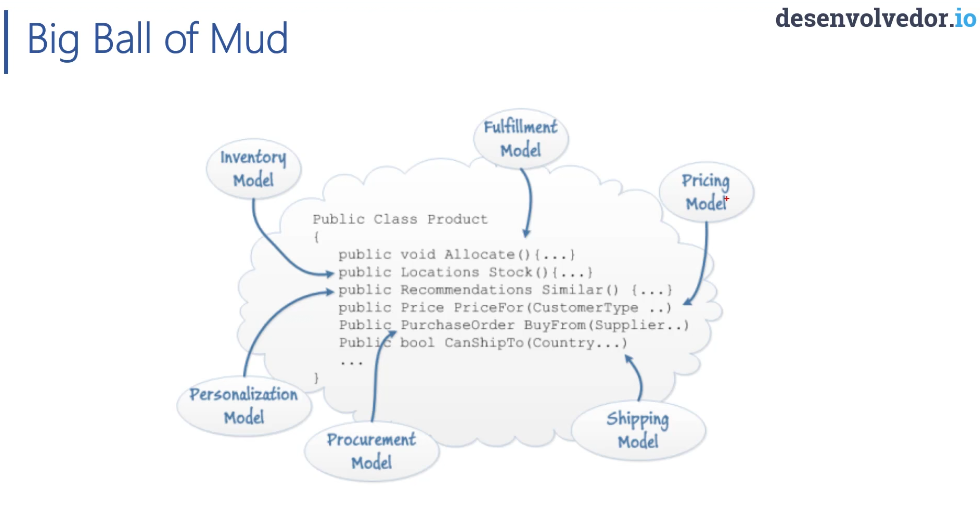 Big Ball of Mud
desenvolvedor.io
Fulfillment
Model
Inventory
Model
Pricing
Model
Public Class Product
{
public void Allocate(){...}
public Locations Stock(){...}
public Recommendations Similar() {...}
public Price PriceFor(CustomerType ..)
Public PurchaseOrder BuyFrom(Supplier..)
Public bool CanShipTo(Country...)
...
}
Personalization
Model
Procurement
Model
Shipping
Model